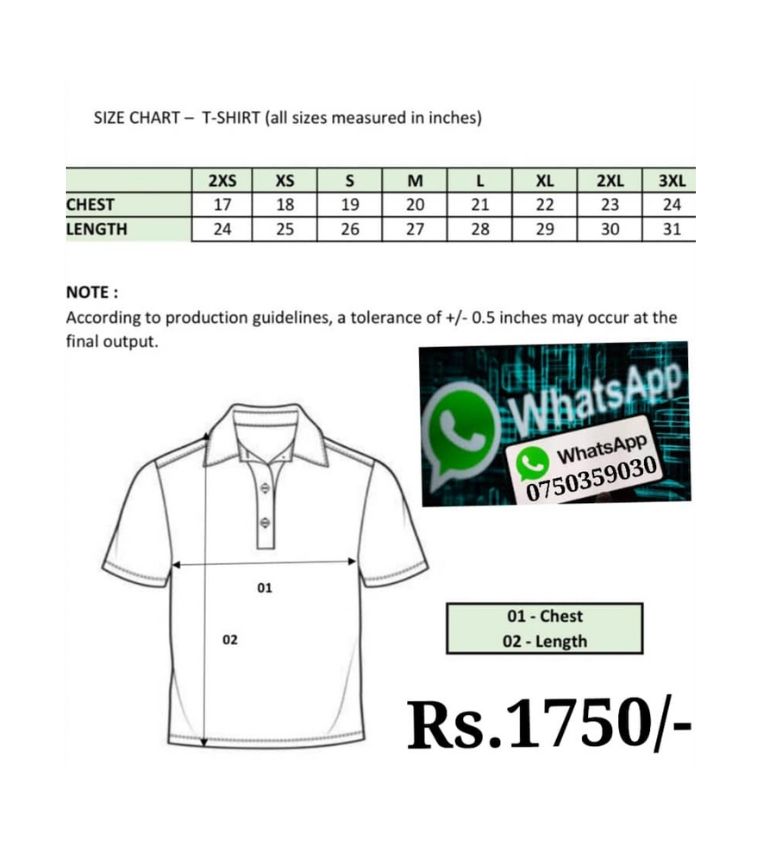 SIZE CHART – T-SHIRT (all sizes measured in inches)
2XS XS S M L XL 2XL 3XL
CHEST 17 18 19 20 21 22 23 24
LENGTH 24 25 26 27 28 29 30 31
NOTE :
According to production guidelines, a tolerance of +/- 0.5 inches may occur at the
final output.
WhatsApp
WhatsApp
0750359030
01
02
01 - Chest
02 - Length
Rs.1750/-